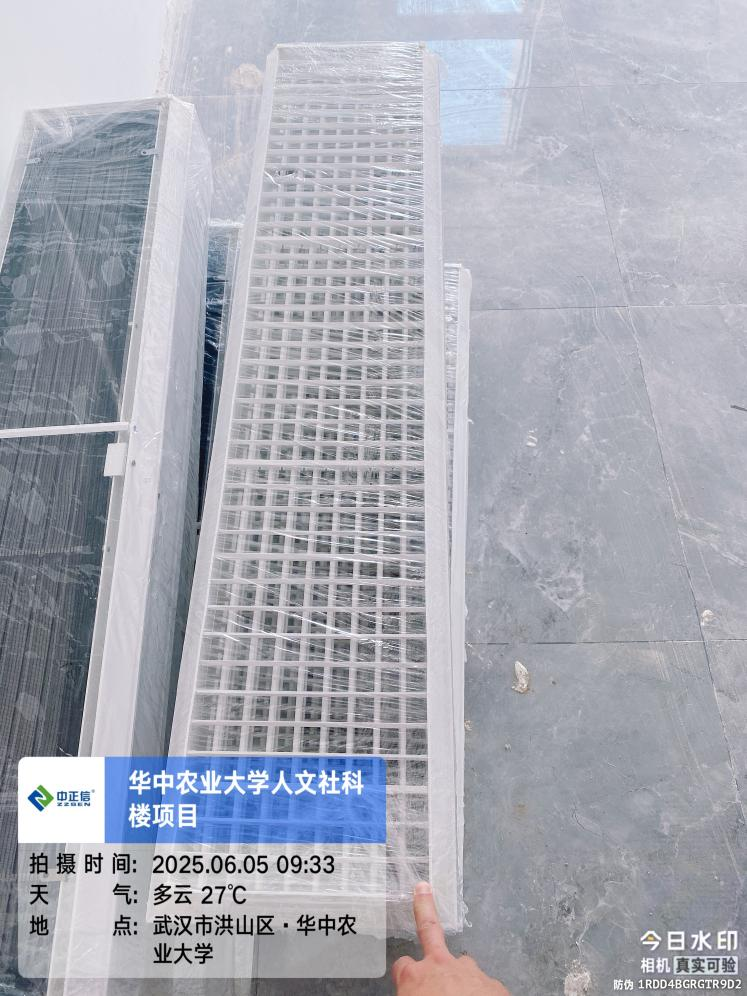 中正信®
ZZSEN
华中农业大学人文社科
楼项目
拍摄时间: 2025.06.05 09:33
天气: 多云 27℃
地点: 武汉市洪山区·华中农
业大学
今日水印
相机 真实可验
防伪 1RDD4BGRGTR9D2